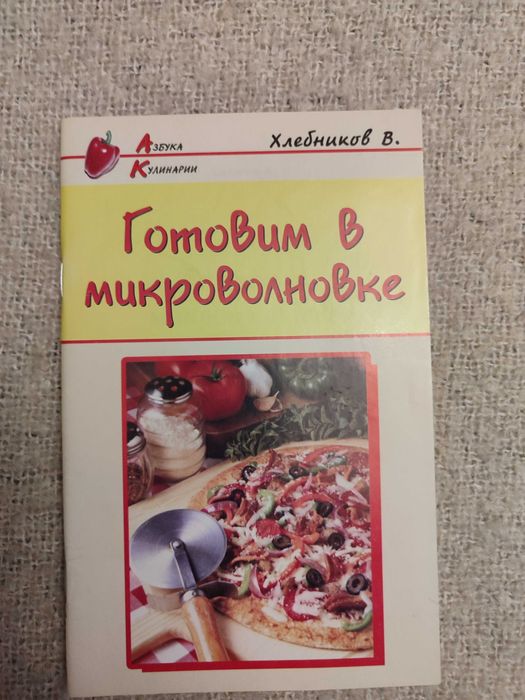 Азбука
Кулинарии
Хлебников В.
Готовим в
микроволновке